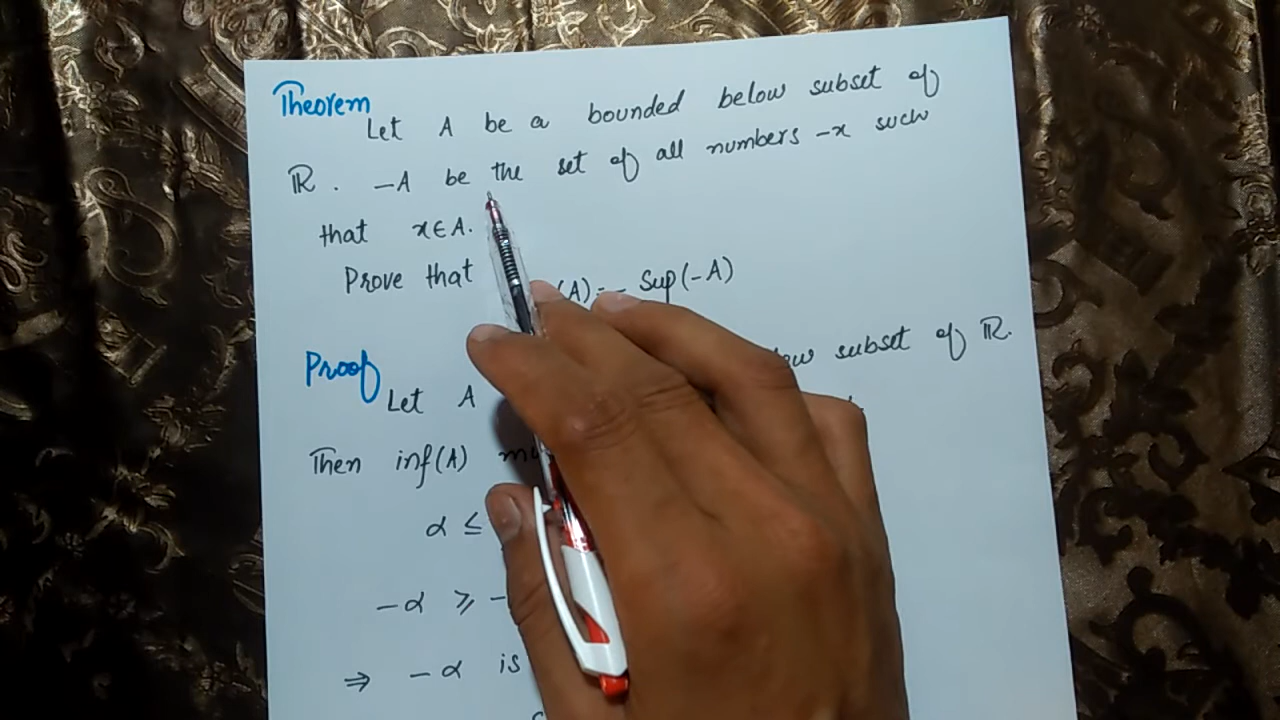 Theorem
Let A be a bounded below subset of
ℝ. -A be the set of all numbers -x such
that x∈A.
Prove that (A) = - Sup(-A)
Proof
Let A subset of ℝ.
Then inf(A)
α ≤
-α ≥ -
⇒ -α is